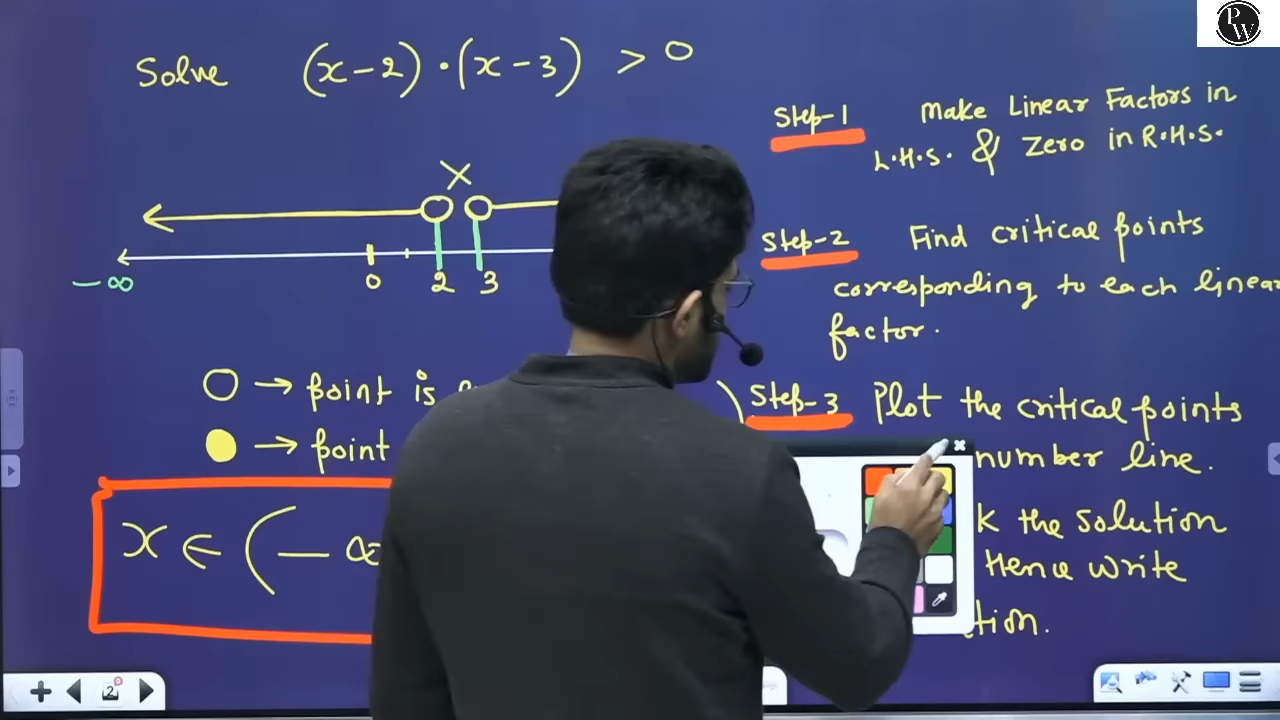 Solve (x-2)·(x-3) > 0
Step-1 Make Linear Factors in
L.H.S. & Zero in R.H.S.
Step-2 Find critical points
corresponding to each linear
factor.
X
-∞ 0 2 3
○ → point is
● → point
x ∈ (-∞
Step-3 Plot the critical points
number line.
k the solution
Hence write
tion.
2
PW